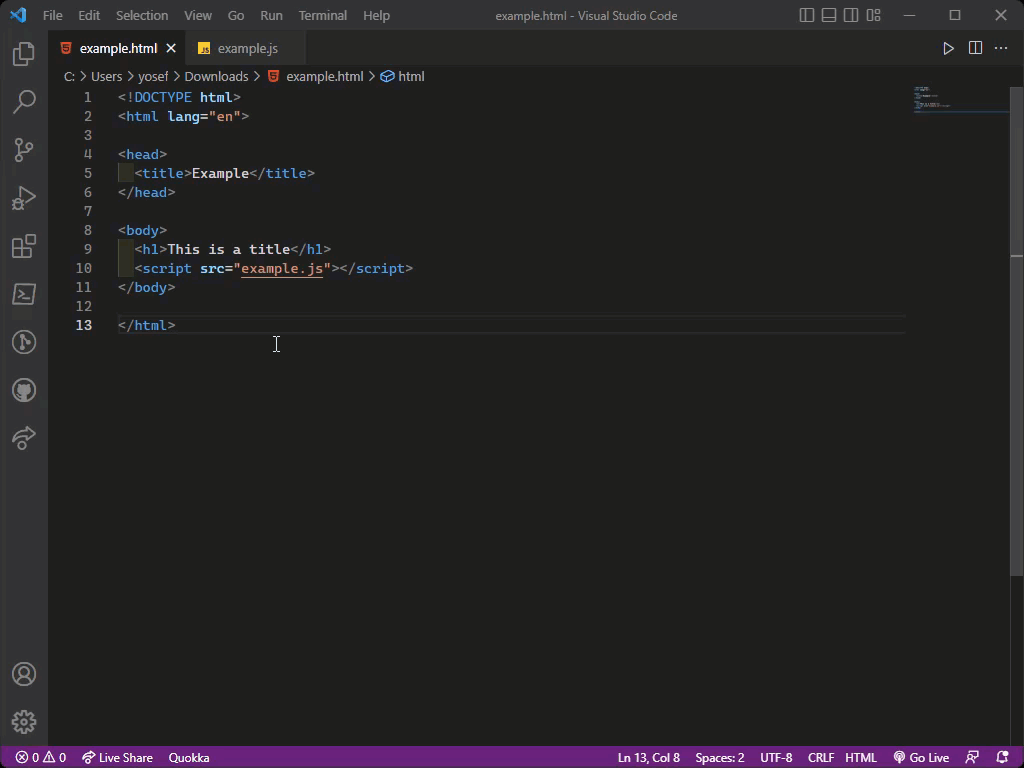 File Edit Selection View Go Run Terminal Help example.html - Visual Studio Code
example.html JS example.js
C: > Users > yosef > Downloads > example.html > html
1 <!DOCTYPE html>
2 <html lang="en">
3
4 <head>
5 <title>Example</title>
6 </head>
7
8 <body>
9 <h1>This is a title</h1>
10 <script src="example.js"></script>
11 </body>
12
13 </html>
0 0 Live Share Quokka Ln 13, Col 8 Spaces: 2 UTF-8 CRLF HTML Go Live